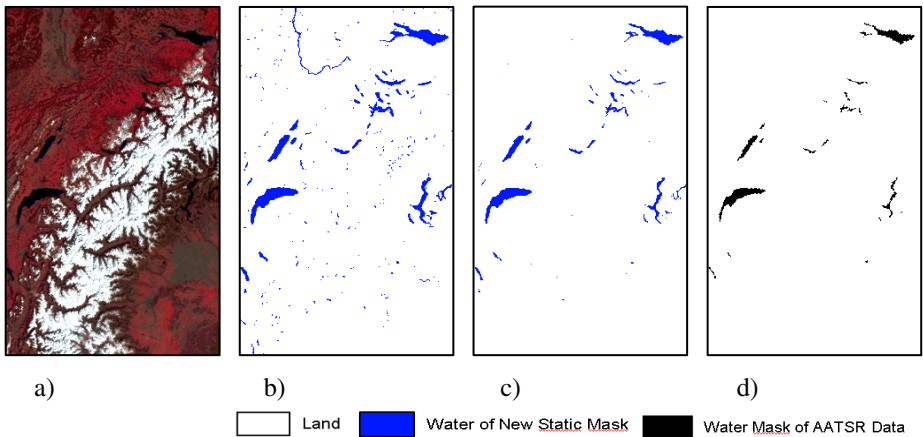 a) b) c) d)
Land Water of New Static Mask Water Mask of AATSR Data